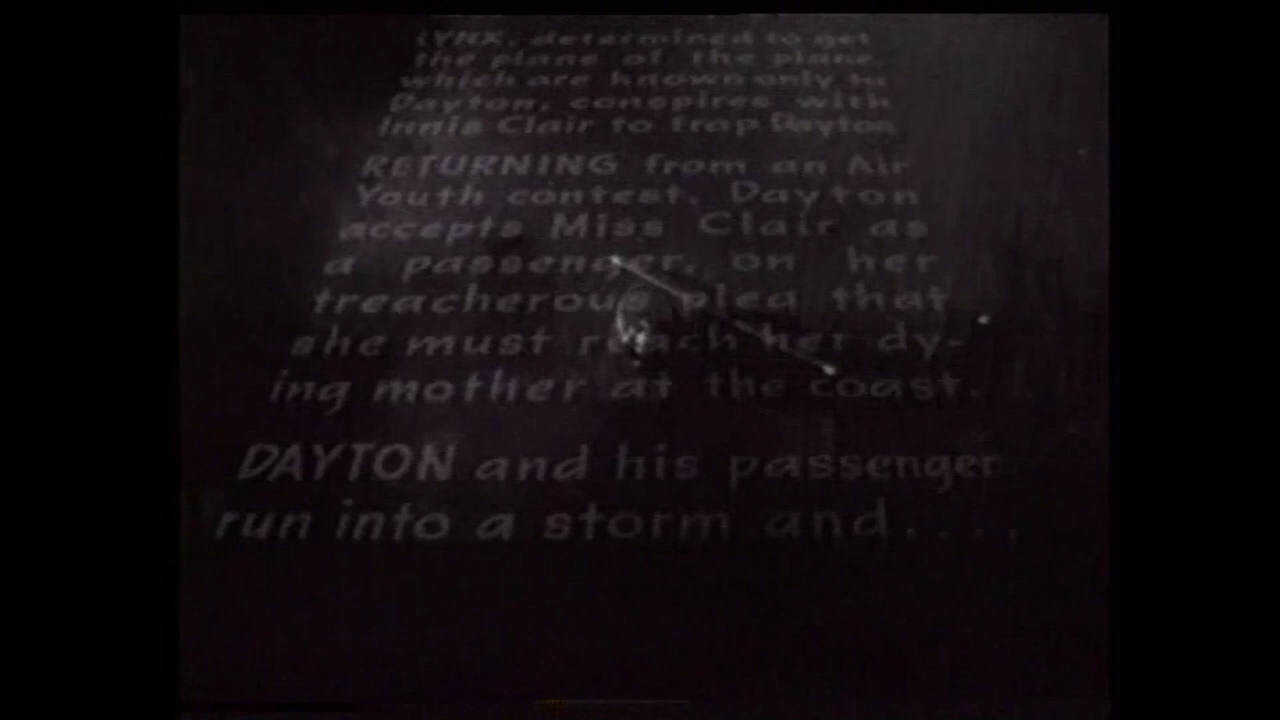 LYNX, determined to get
the plane of the plane
which are known only to
Dayton, conspires with
Innis Clair to trap Dayton
RETURNING from an Air
Youth contest, Dayton
accepts Miss Clair as
a passenger, on her
treacherous plea that
she must reach her dy-
ing mother at the coast.
DAYTON and his passenger
run into a storm and....